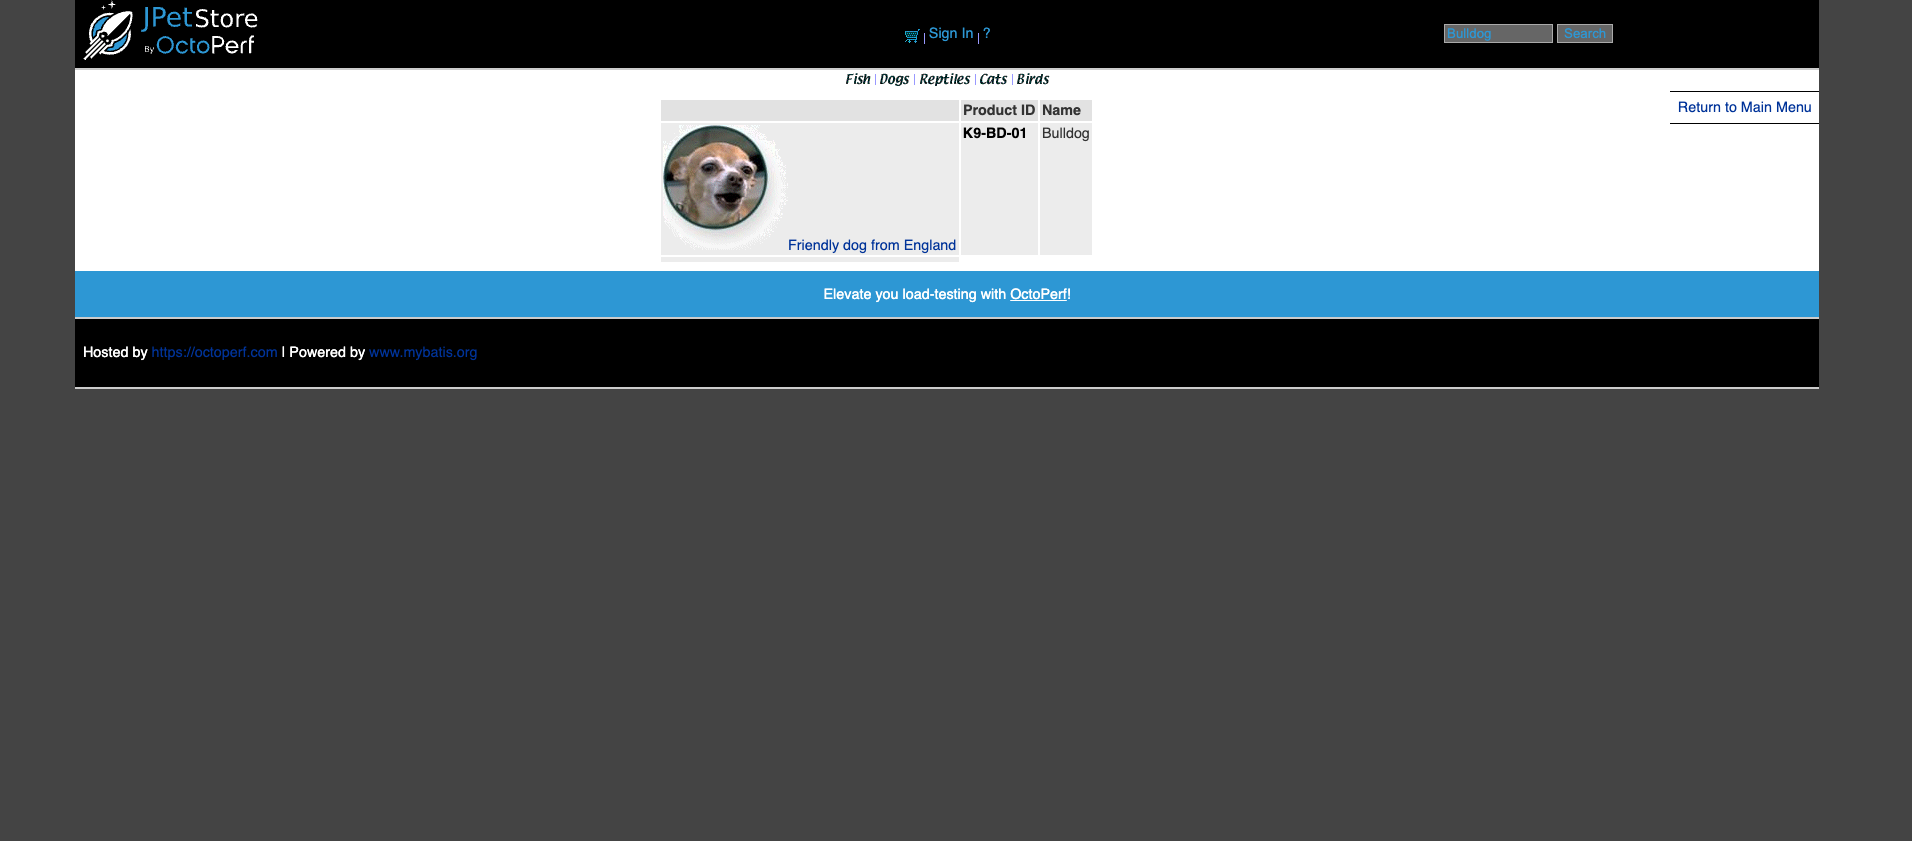 JPetStore
By OctoPerf
Sign In ?
Bulldog Search
Fish Dogs Reptiles Cats Birds
Return to Main Menu
Product ID Name
Friendly dog from England K9-BD-01 Bulldog
Elevate you load-testing with OctoPerf!
Hosted by https://octoperf.com | Powered by www.mybatis.org